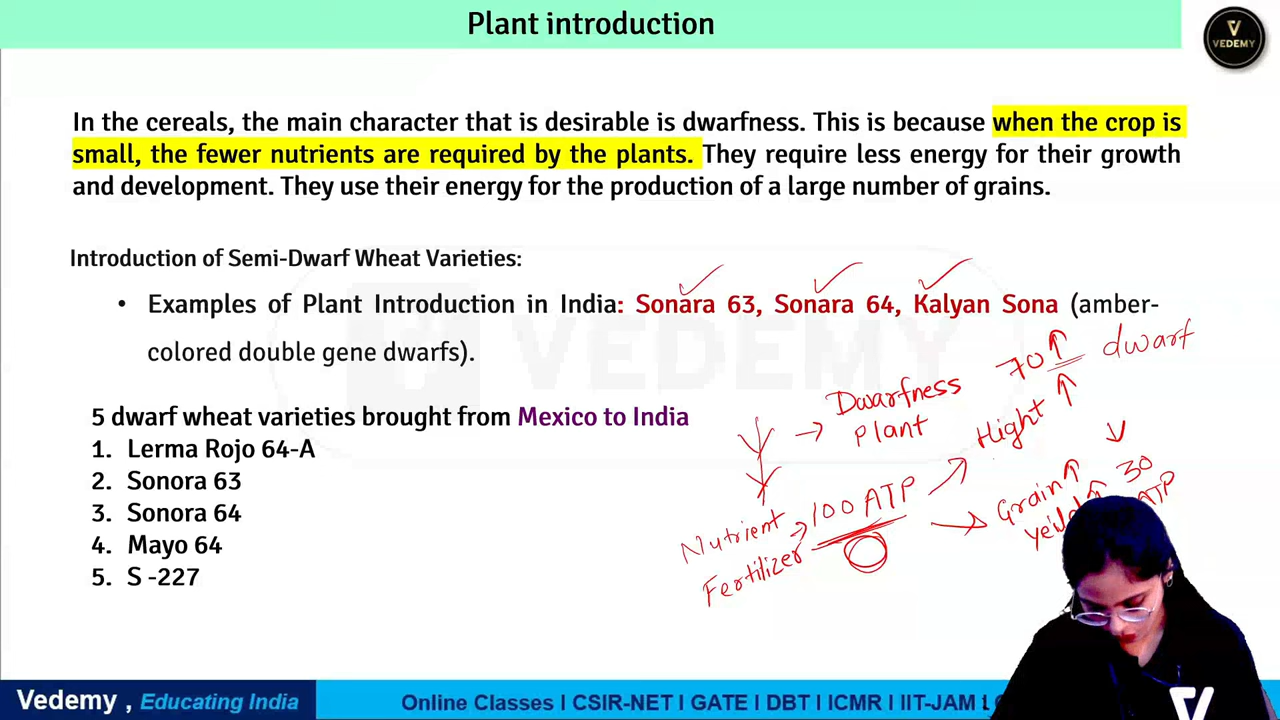 Plant introduction
VEDEMY
In the cereals, the main character that is desirable is dwarfness. This is because when the crop is
small, the fewer nutrients are required by the plants. They require less energy for their growth
and development. They use their energy for the production of a large number of grains.
Introduction of Semi-Dwarf Wheat Varieties:
• Examples of Plant Introduction in India: Sonara 63, Sonara 64, Kalyan Sona (amber-
colored double gene dwarfs).
VEDEMY
70↑ dwarf
5 dwarf wheat varieties brought from Mexico to India
1. Lerma Rojo 64-A
2. Sonora 63
3. Sonora 64
4. Mayo 64
5. S -227
→ Dwarfness
plant
Hight ↑
Nutrient
Fertilizer
→ 100 ATP
Grain ↑
30
ATP
Vedemy , Educating India
Online Classes I CSIR-NET I GATE I DBT I ICMR I IIT-JAM I